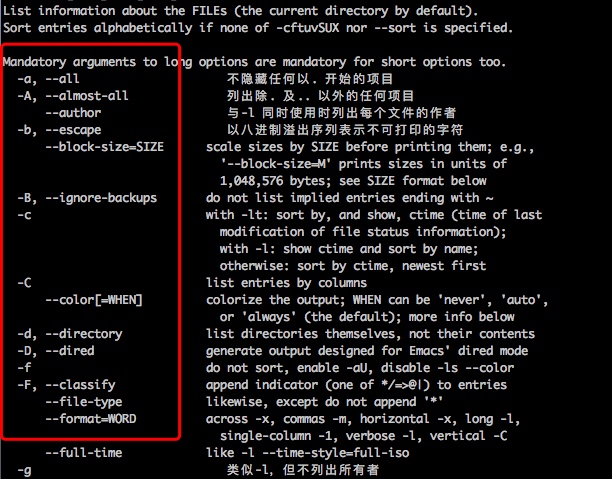 List information about the FILEs (the current directory by default).
Sort entries alphabetically if none of -cftuvSUX nor --sort is specified.
Mandatory arguments to long options are mandatory for short options too.
-a, --all 不隐藏任何以. 开始的项目
-A, --almost-all 列出除. 及.. 以外的任何项目
--author 与-l 同时使用时列出每个文件的作者
-b, --escape 以八进制溢出序列表示不可打印的字符
--block-size=SIZE scale sizes by SIZE before printing them; e.g.,
'--block-size=M' prints sizes in units of
1,048,576 bytes; see SIZE format below
-B, --ignore-backups do not list implied entries ending with ~
-c with -lt: sort by, and show, ctime (time of last
modification of file status information);
with -l: show ctime and sort by name;
otherwise: sort by ctime, newest first
-C list entries by columns
--color[=WHEN] colorize the output; WHEN can be 'never', 'auto',
or 'always' (the default); more info below
-d, --directory list directories themselves, not their contents
-D, --dired generate output designed for Emacs' dired mode
-f do not sort, enable -aU, disable -ls --color
-F, --classify append indicator (one of */=>@|) to entries
--file-type likewise, except do not append '*'
--format=WORD across -x, commas -m, horizontal -x, long -l,
single-column -1, verbose -l, vertical -C
--full-time like -l --time-style=full-iso
-g 类似-l，但不列出所有者